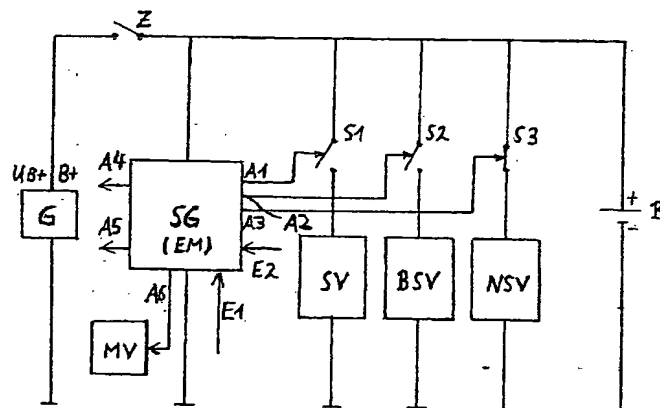 Z
S1
S2
S3
UB+ B+
A4
A1
G
SG
(EM)
A2
A3
A5
E2
+
B
-
SV
BSV
NSV
A6
E1
MV